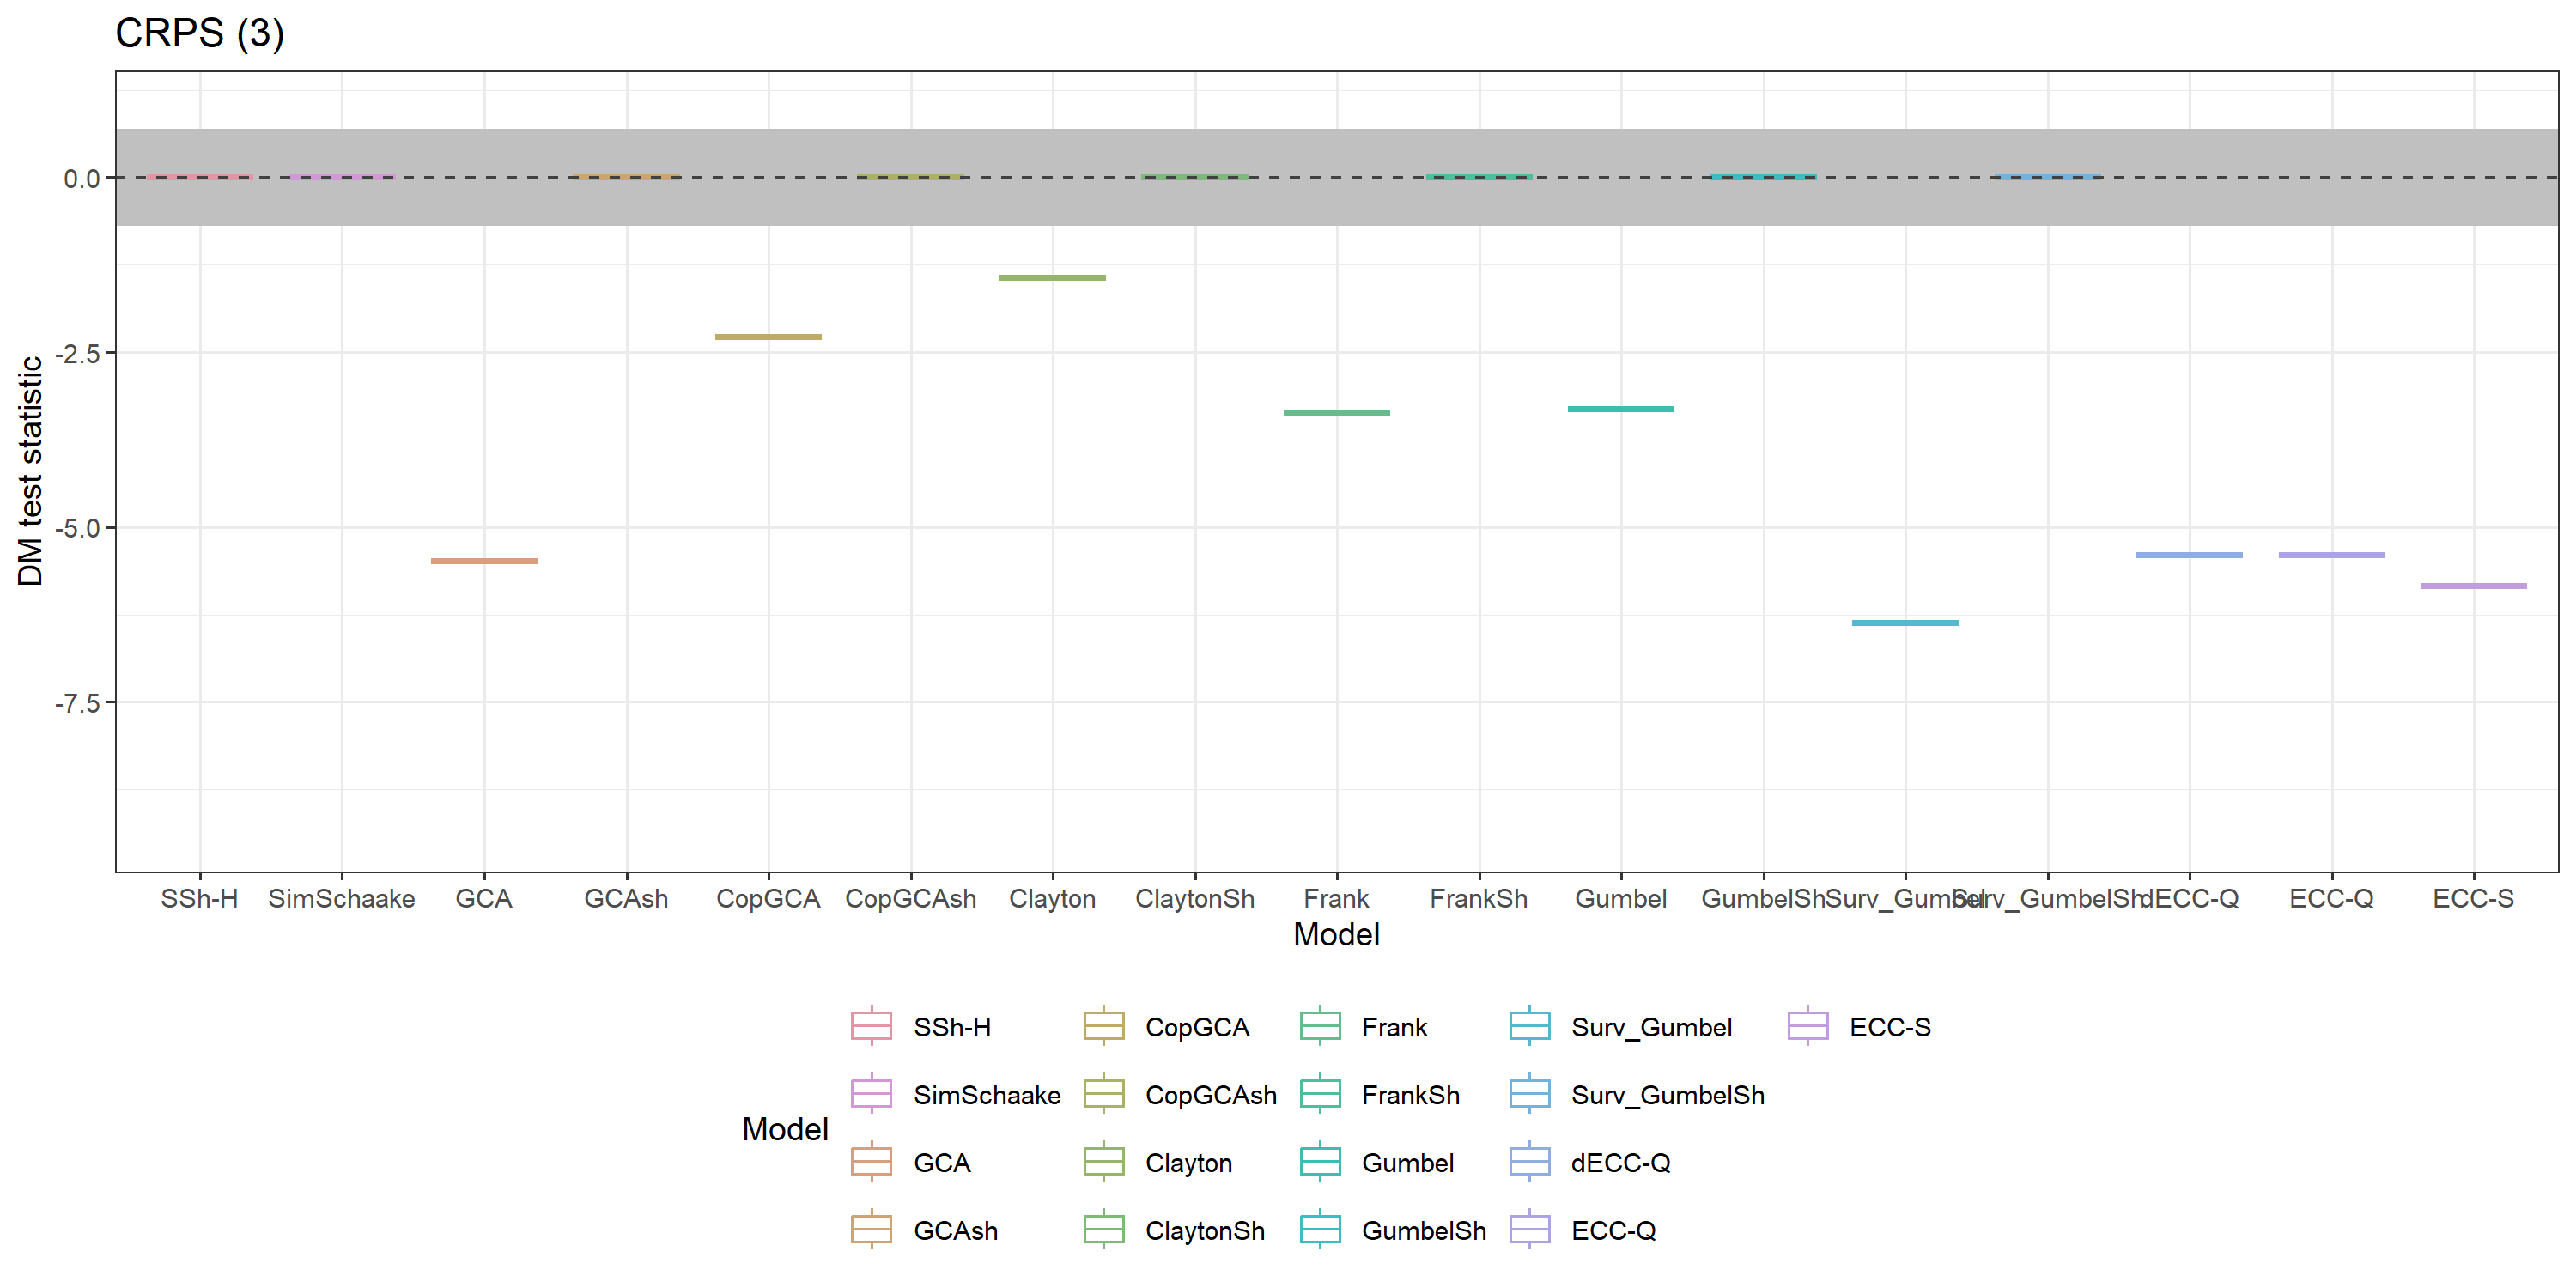 CRPS (3)
DM test statistic
0.0
-2.5
-5.0
-7.5
SSh-H SimSchaake GCA GCAsh CopGCA CopGCAsh Clayton ClaytonSh Frank FrankSh Gumbel GumbelSh Surv_Gumbel Surv_GumbelSh dECC-Q ECC-Q ECC-S
Model
Model
SSh-H CopGCA Frank Surv_Gumbel ECC-S
SimSchaake CopGCAsh FrankSh Surv_GumbelSh
GCA Clayton Gumbel dECC-Q
GCAsh ClaytonSh GumbelSh ECC-Q